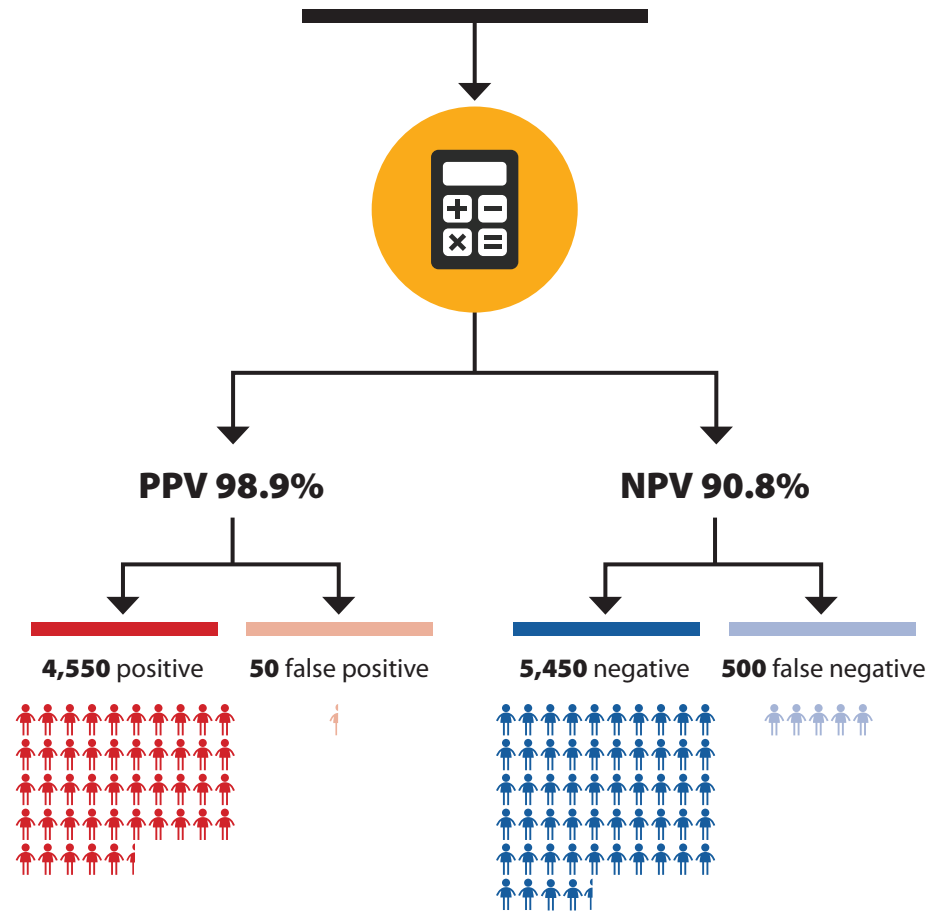 PPV 98.9%
NPV 90.8%
4,550 positive
50 false positive
5,450 negative
500 false negative